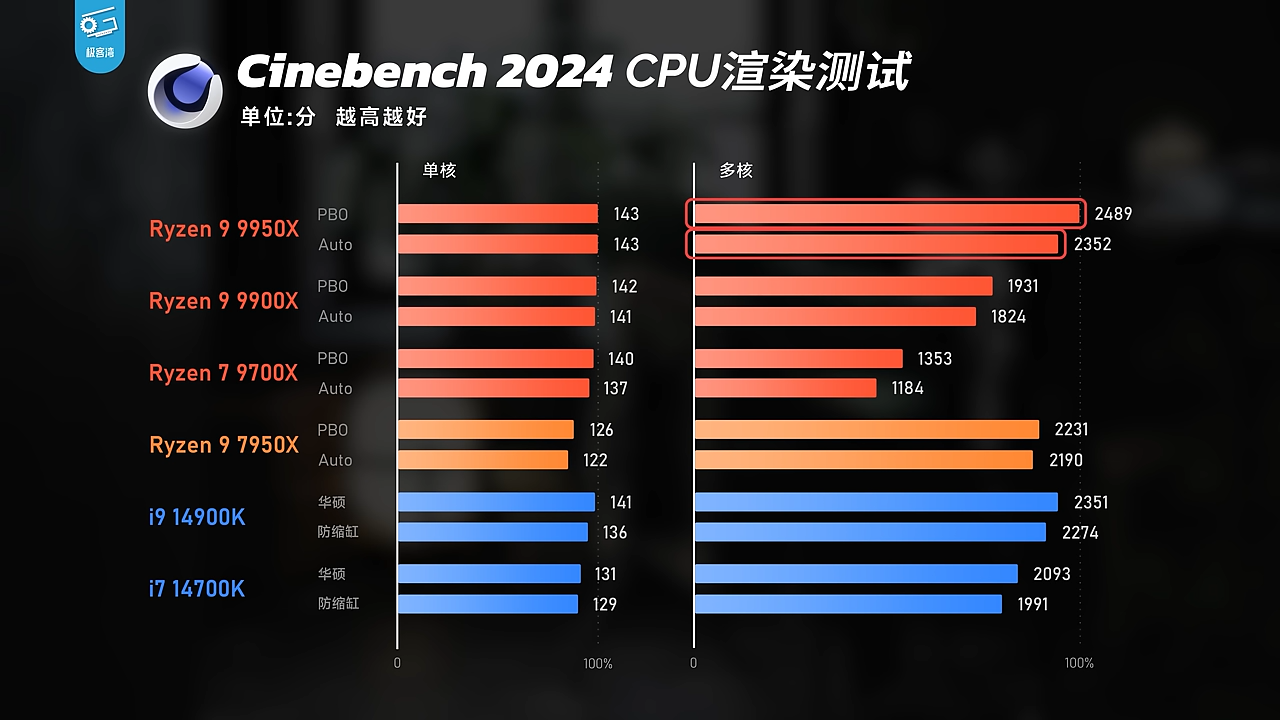 极客湾
Cinebench 2024 CPU渲染测试
单位:分 越高越好
单核 多核
Ryzen 9 9950X PBO 143 2489
Auto 143 2352
Ryzen 9 9900X PBO 142 1931
Auto 141 1824
Ryzen 7 9700X PBO 140 1353
Auto 137 1184
Ryzen 9 7950X PBO 126 2231
Auto 122 2190
i9 14900K 华硕 141 2351
防缩缸 136 2274
i7 14700K 华硕 131 2093
防缩缸 129 1991
0 100% 0 100%